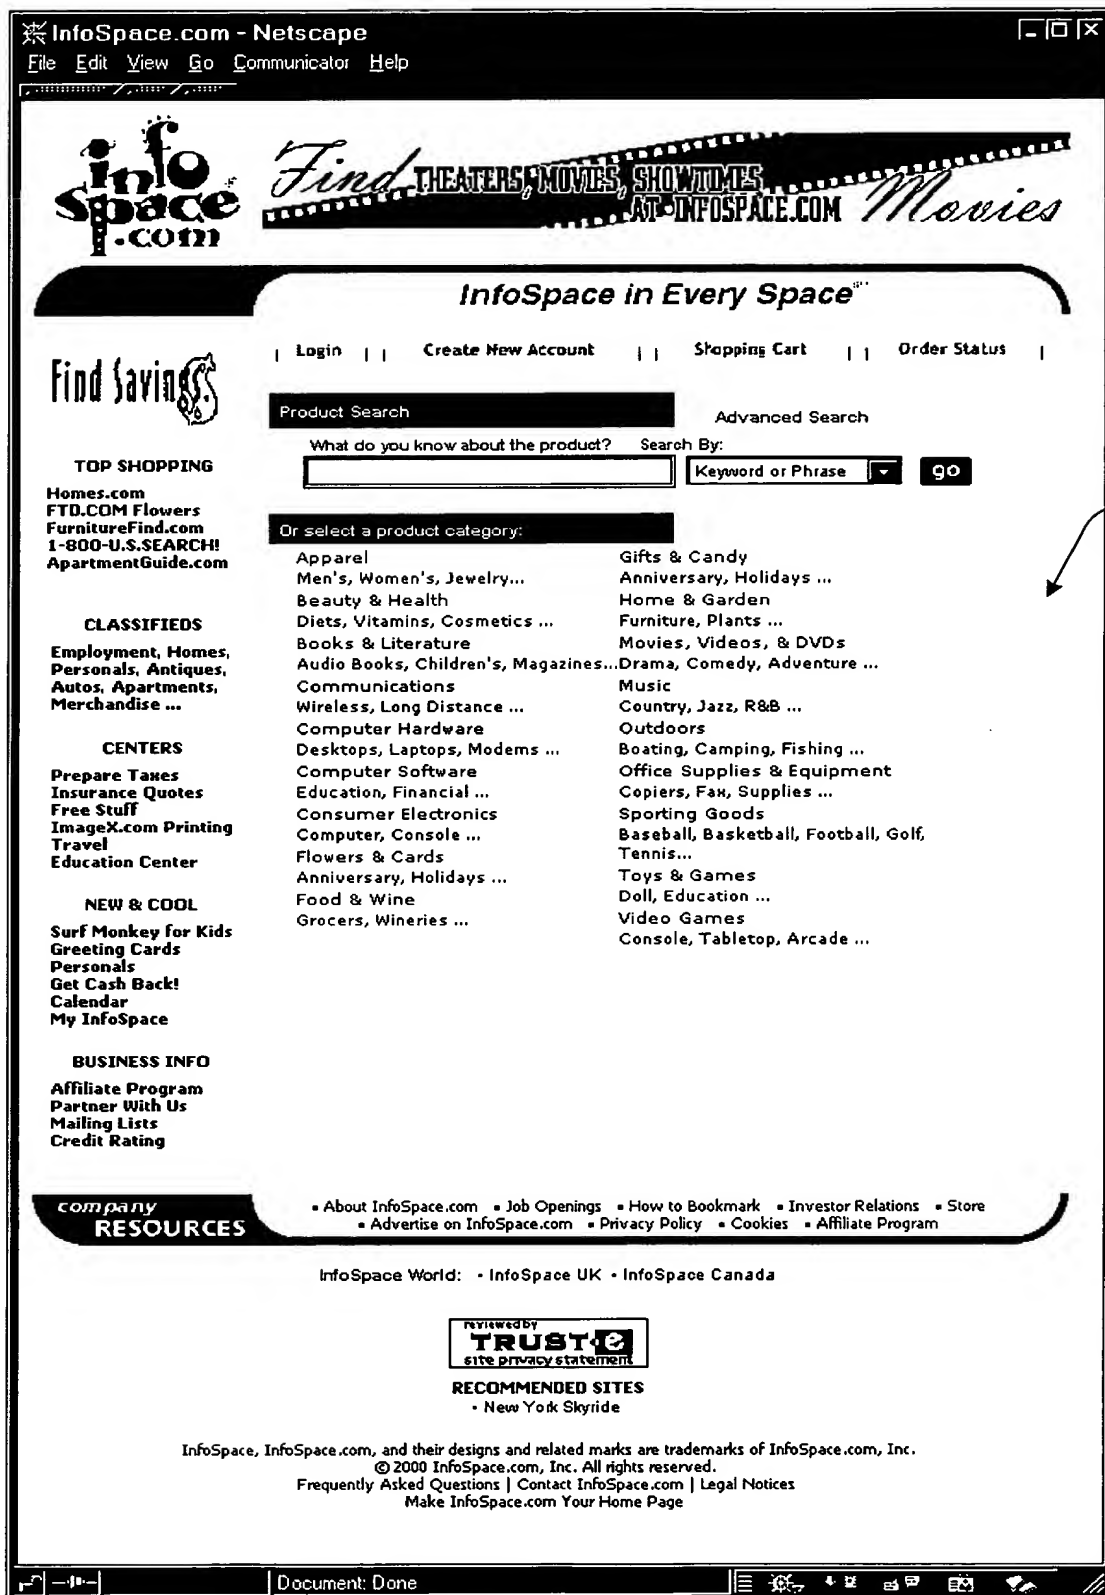 InfoSpace.com - Netscape
File Edit View Go Communicator Help
info space .com
Find THEATERS, MOVIES, SHOWTIMES AT INFOSPACE.COM Movies
InfoSpace in Every Space
| Login | | Create New Account | | Shopping Cart | | Order Status |
Find Savings
Product Search
Advanced Search
What do you know about the product? Search By:
Keyword or Phrase go
TOP SHOPPING
Homes.com
FTD.COM Flowers
FurnitureFind.com
1-800-U.S.SEARCH!
ApartmentGuide.com
CLASSIFIEDS
Employment, Homes,
Personals, Antiques,
Autos, Apartments,
Merchandise ...
CENTERS
Prepare Taxes
Insurance Quotes
Free Stuff
ImageX.com Printing
Travel
Education Center
NEW & COOL
Surf Monkey for Kids
Greeting Cards
Personals
Get Cash Back!
Calendar
My InfoSpace
BUSINESS INFO
Affiliate Program
Partner With Us
Mailing Lists
Credit Rating
Or select a product category:
Apparel
Men's, Women's, Jewelry...
Beauty & Health
Diets, Vitamins, Cosmetics ...
Books & Literature
Audio Books, Children's, Magazines...
Communications
Wireless, Long Distance ...
Computer Hardware
Desktops, Laptops, Modems ...
Computer Software
Education, Financial ...
Consumer Electronics
Computer, Console ...
Flowers & Cards
Anniversary, Holidays ...
Food & Wine
Grocers, Wineries ...
Gifts & Candy
Anniversary, Holidays ...
Home & Garden
Furniture, Plants ...
Movies, Videos, & DVDs
Drama, Comedy, Adventure ...
Music
Country, Jazz, R&B ...
Outdoors
Boating, Camping, Fishing ...
Office Supplies & Equipment
Copiers, Fax, Supplies ...
Sporting Goods
Baseball, Basketball, Football, Golf,
Tennis...
Toys & Games
Doll, Education ...
Video Games
Console, Tabletop, Arcade ...
company
RESOURCES
▪ About InfoSpace.com ▪ Job Openings ▪ How to Bookmark ▪ Investor Relations ▪ Store
▪ Advertise on InfoSpace.com ▪ Privacy Policy ▪ Cookies ▪ Affiliate Program
InfoSpace World: • InfoSpace UK • InfoSpace Canada
reviewed by
TRUST·e
site privacy statement
RECOMMENDED SITES
• New York Skyride
InfoSpace, InfoSpace.com, and their designs and related marks are trademarks of InfoSpace.com, Inc.
© 2000 InfoSpace.com, Inc. All rights reserved.
Frequently Asked Questions | Contact InfoSpace.com | Legal Notices
Make InfoSpace.com Your Home Page
Document: Done